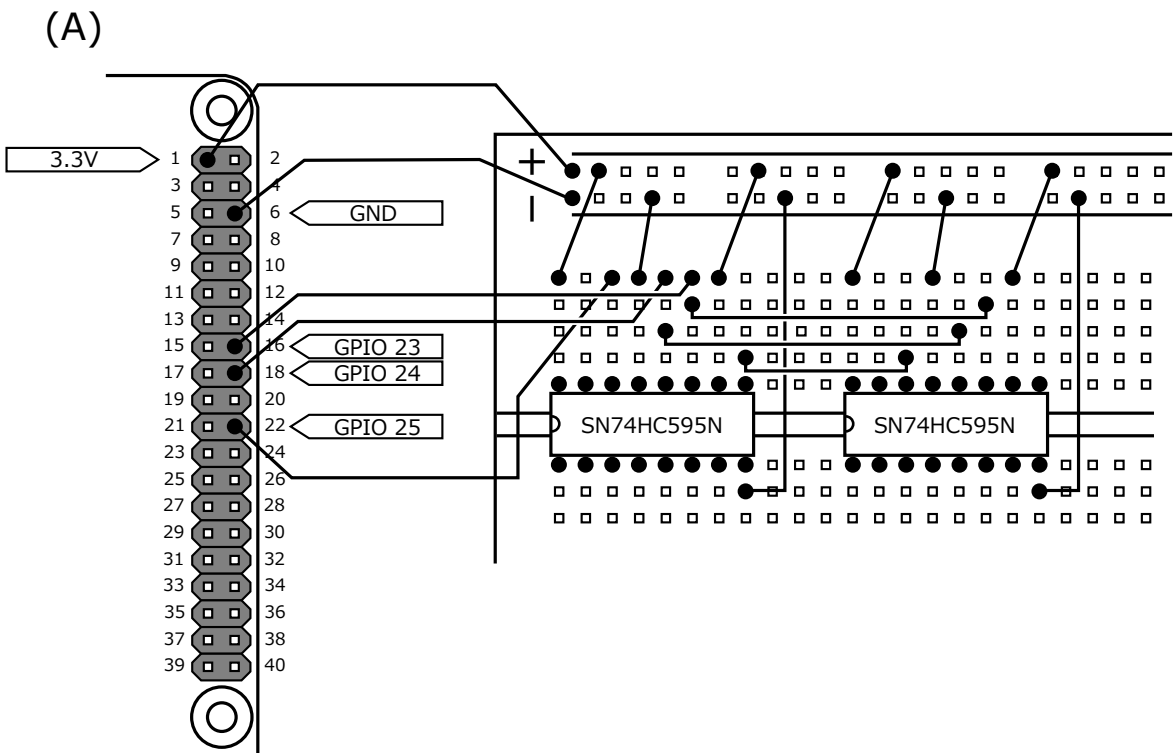 (A)
3.3V
1 2
3 4
5 6 GND
7 8
9 10
11 12
13 14
15 16 GPIO 23
17 18 GPIO 24
19 20
21 22 GPIO 25
23 24
25 26
27 28
29 30
31 32
33 34
35 36
37 38
39 40
+
−
SN74HC595N SN74HC595N